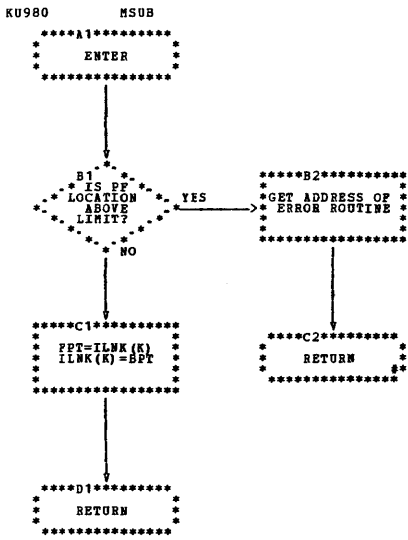 KU980 MSUB
A1
ENTER
B1
IS PF
LOCATION
ABOVE
LIMIT?
YES
NO
B2
GET ADDRESS OF
ERROR ROUTINE
C1
FPT=ILNK(K)
ILNK(K)=BPT
C2
RETURN
D1
RETURN